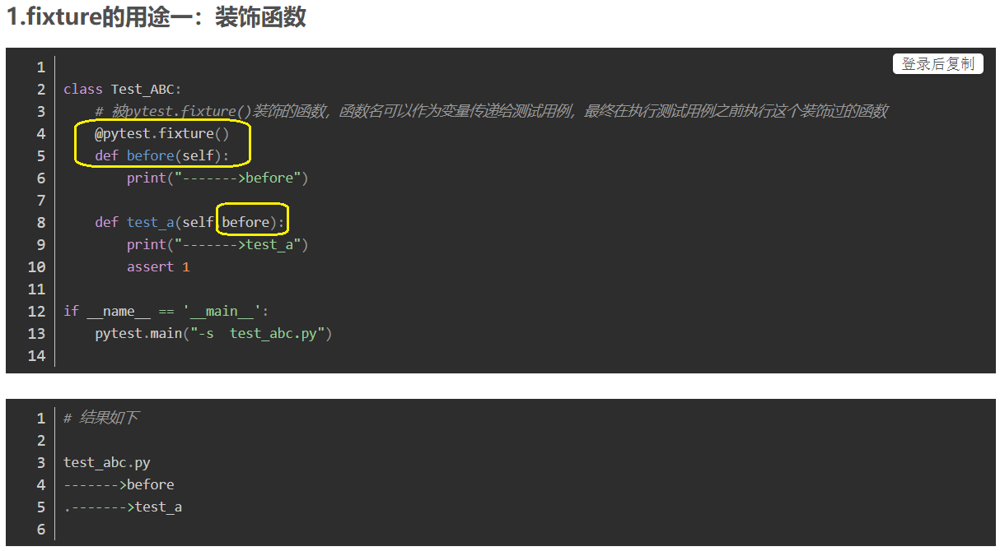 1.fixture的用途一：装饰函数
登录后复制
1
2 class Test_ABC:
3 # 被pytest.fixture()装饰的函数，函数名可以作为变量传递给测试用例，最终在执行测试用例之前执行这个装饰过的函数
4 @pytest.fixture()
5 def before(self):
6 print("------->before")
7
8 def test_a(self before):
9 print("------->test_a")
10 assert 1
11
12 if __name__ == '__main__':
13 pytest.main("-s  test_abc.py")
14
1 # 结果如下
2
3 test_abc.py
4 ------->before
5 .------->test_a
6